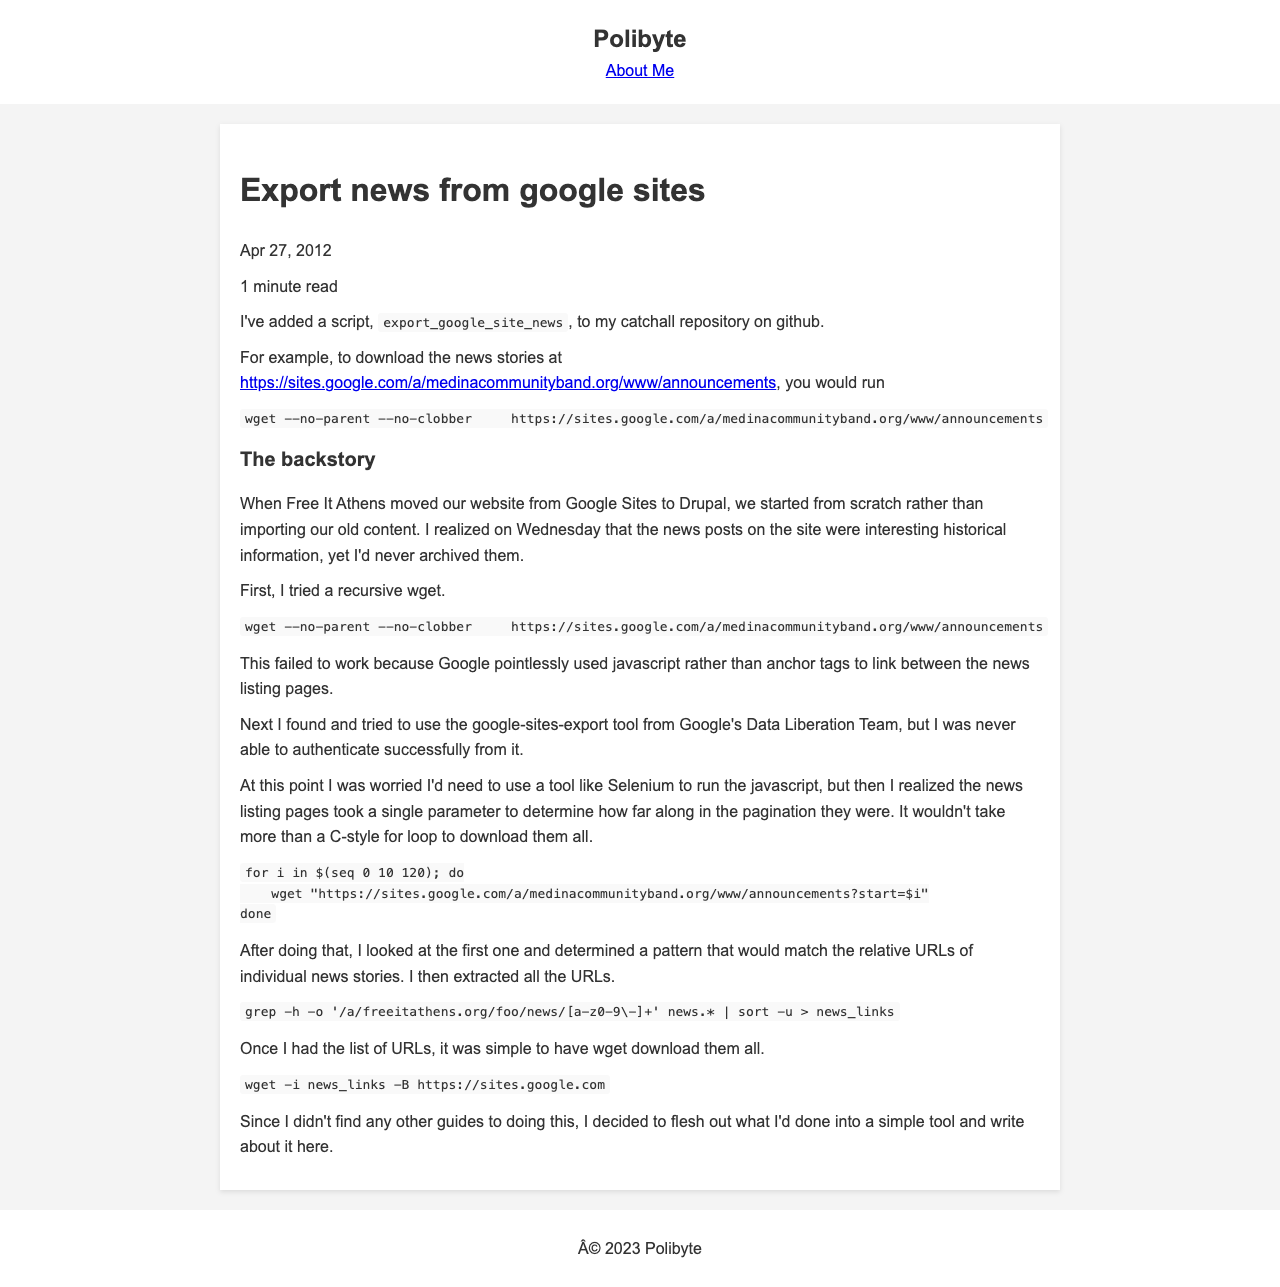 Polibyte
About Me
Export news from google sites
Apr 27, 2012
1 minute read
I've added a script, export_google_site_news, to my catchall repository on github.
For example, to download the news stories at
https://sites.google.com/a/medinacommunityband.org/www/announcements, you would run
wget --no-parent --no-clobber     https://sites.google.com/a/medinacommunityband.org/www/announcements
The backstory
When Free It Athens moved our website from Google Sites to Drupal, we started from scratch rather than
importing our old content. I realized on Wednesday that the news posts on the site were interesting historical
information, yet I'd never archived them.
First, I tried a recursive wget.
wget --no-parent --no-clobber     https://sites.google.com/a/medinacommunityband.org/www/announcements
This failed to work because Google pointlessly used javascript rather than anchor tags to link between the news
listing pages.
Next I found and tried to use the google-sites-export tool from Google's Data Liberation Team, but I was never
able to authenticate successfully from it.
At this point I was worried I'd need to use a tool like Selenium to run the javascript, but then I realized the news
listing pages took a single parameter to determine how far along in the pagination they were. It wouldn't take
more than a C-style for loop to download them all.
for i in $(seq 0 10 120); do
    wget "https://sites.google.com/a/medinacommunityband.org/www/announcements?start=$i"
done
After doing that, I looked at the first one and determined a pattern that would match the relative URLs of
individual news stories. I then extracted all the URLs.
grep -h -o '/a/freeitathens.org/foo/news/[a-z0-9\-]+' news.* | sort -u > news_links
Once I had the list of URLs, it was simple to have wget download them all.
wget -i news_links -B https://sites.google.com
Since I didn't find any other guides to doing this, I decided to flesh out what I'd done into a simple tool and write
about it here.
Â© 2023 Polibyte